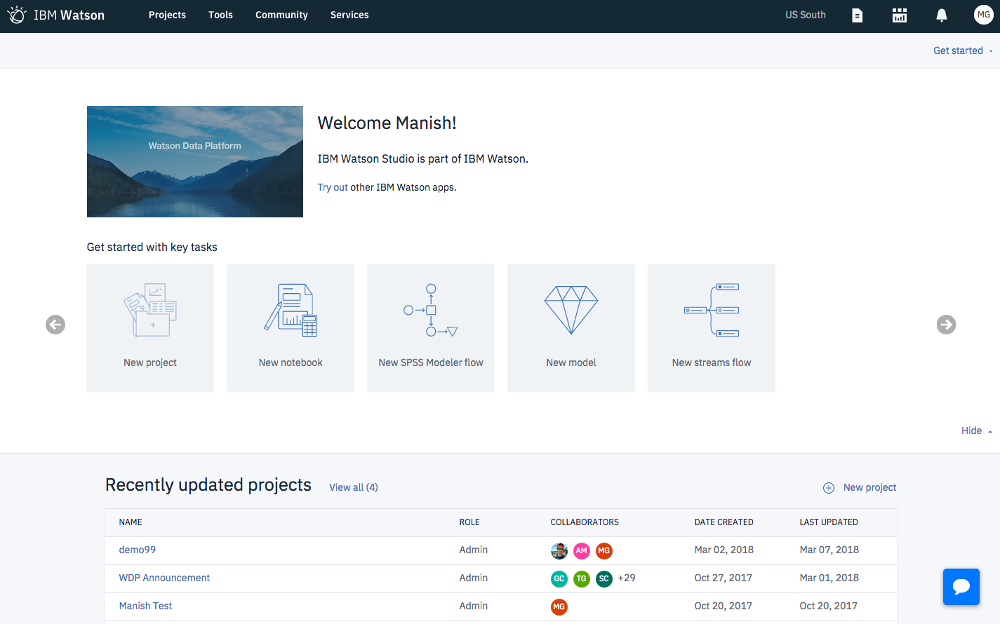 IBM Watson Projects Tools Community Services US South MG
Get started
Watson Data Platform
Welcome Manish!
IBM Watson Studio is part of IBM Watson.
Try out other IBM Watson apps.
Get started with key tasks
New project New notebook New SPSS Modeler flow New model New streams flow
Hide
Recently updated projects View all (4) New project
NAME ROLE COLLABORATORS DATE CREATED LAST UPDATED
demo99 Admin AM MG Mar 02, 2018 Mar 07, 2018
WDP Announcement Admin GC TG SC +29 Oct 27, 2017 Mar 01, 2018
Manish Test Admin MG Oct 20, 2017 Oct 20, 2017